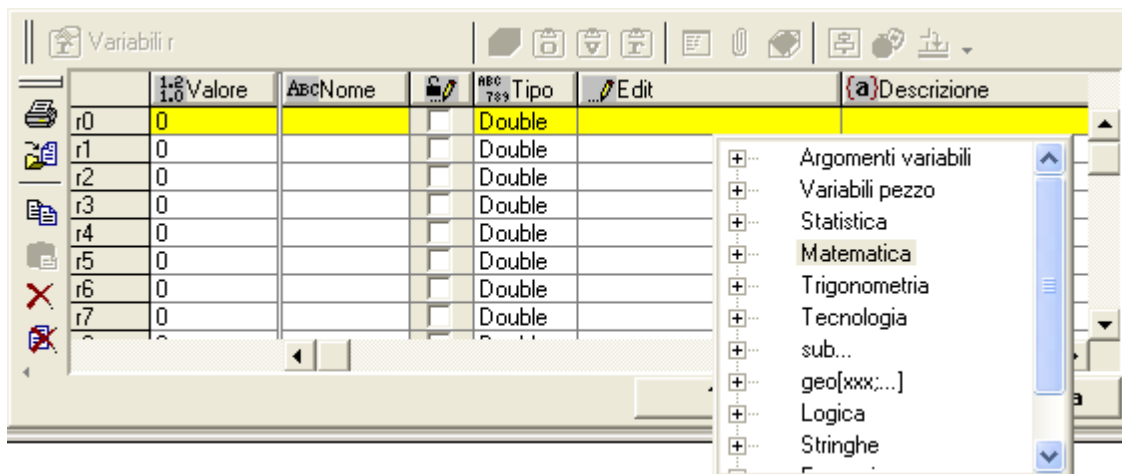 Variabili r
Valore Nome Tipo Edit Descrizione
r0 0 Double
r1 0 Double
r2 0 Double
r3 0 Double
r4 0 Double
r5 0 Double
r6 0 Double
r7 0 Double
Argomenti variabili
Variabili pezzo
Statistica
Matematica
Trigonometria
Tecnologia
sub...
geo[xxx;...]
Logica
Stringhe